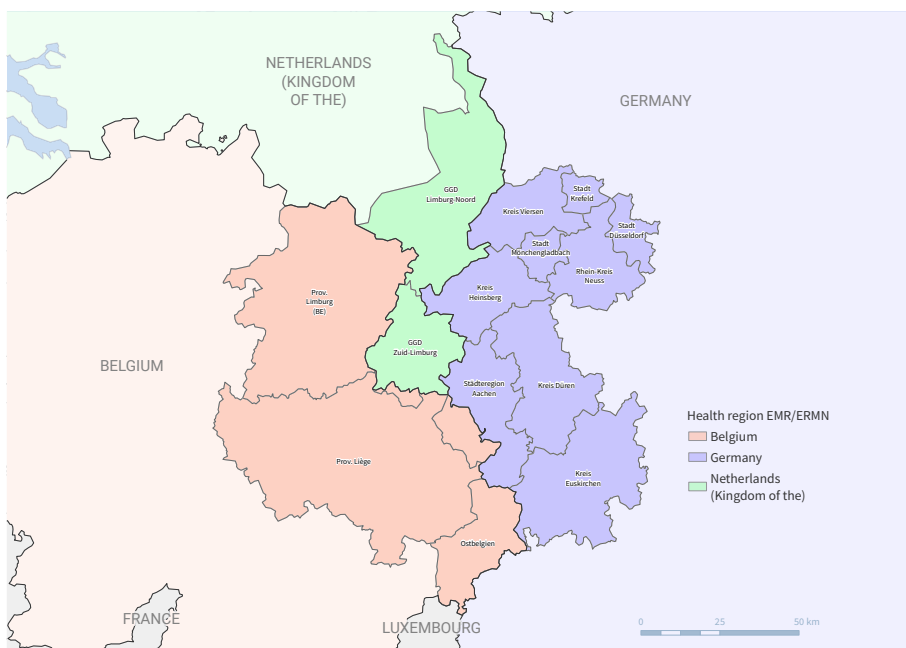 NETHERLANDS
(KINGDOM
OF THE)
GERMANY
GGD
Limburg-Noord
Stadt
Krefeld
Kreis Viersen
Stadt
Düsseldorf
Stadt
Mönchengladbach
Rhein-Kreis
Neuss
Kreis
Heinsberg
Prov.
Limburg
(BE)
GGD
Zuid-Limburg
BELGIUM
Städteregion
Aachen
Kreis Düren
Prov. Liège
Kreis
Euskirchen
Ostbelgien
FRANCE
LUXEMBOURG
Health region EMR/ERMN
Belgium
Germany
Netherlands
(Kingdom of the)
0 25 50 km